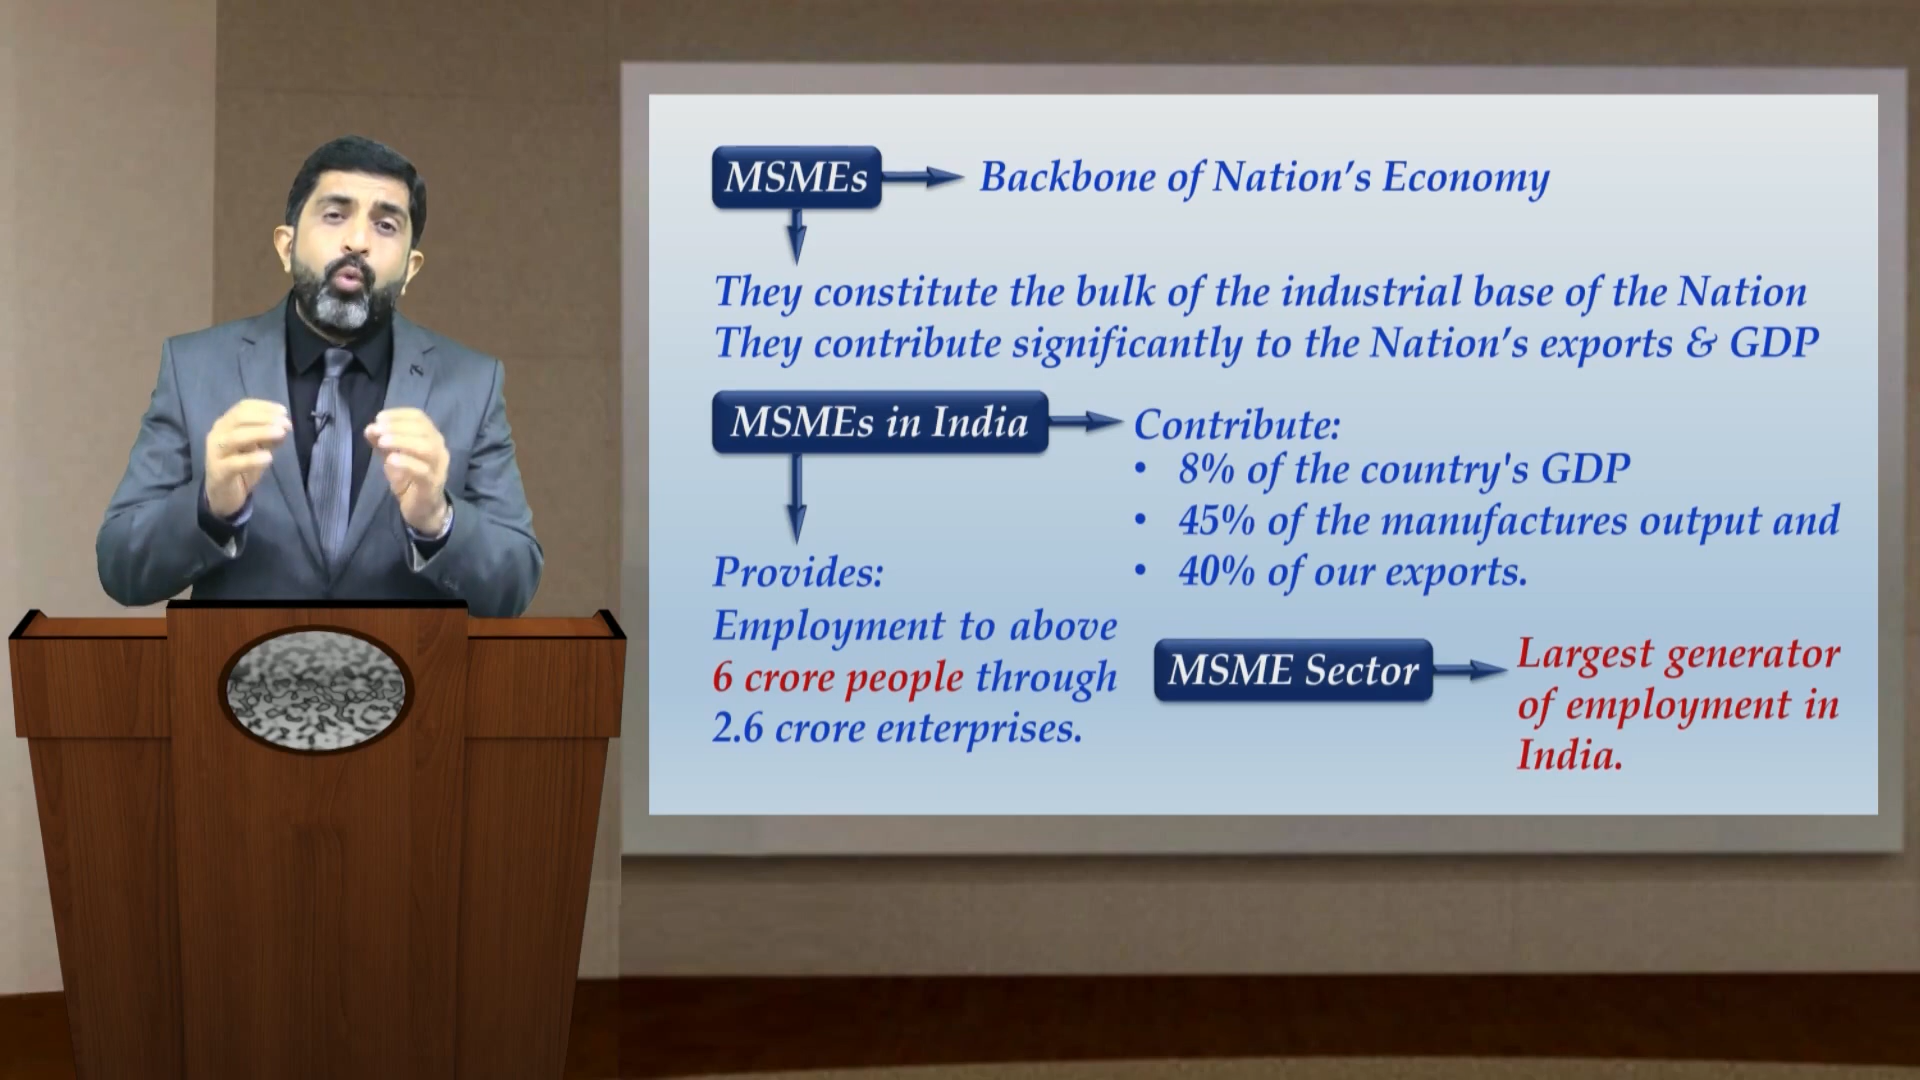 MSMEs
Backbone of Nation's Economy
They constitute the bulk of the industrial base of the Nation
They contribute significantly to the Nation's exports & GDP
MSMEs in India
Contribute:
• 8% of the country's GDP
• 45% of the manufactures output and
• 40% of our exports.
Provides:
Employment to above
6 crore people through
2.6 crore enterprises.
MSME Sector
Largest generator
of employment in
India.